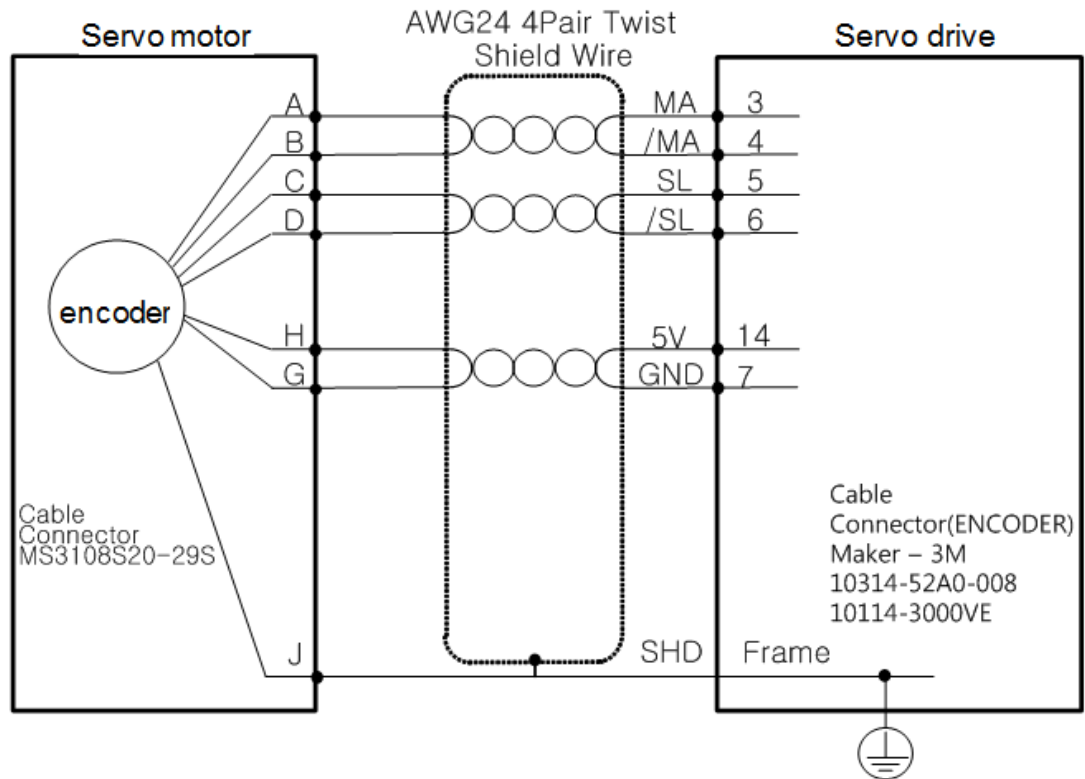 AWG24 4Pair Twist
Shield Wire
Servo motor
Servo drive
A
MA
3
B
/MA
4
C
SL
5
D
/SL
6
encoder
H
5V
14
G
GND
7
Cable
Connector
MS3108S20-29S
Cable
Connector(ENCODER)
Maker – 3M
10314-52A0-008
10114-3000VE
J
SHD
Frame